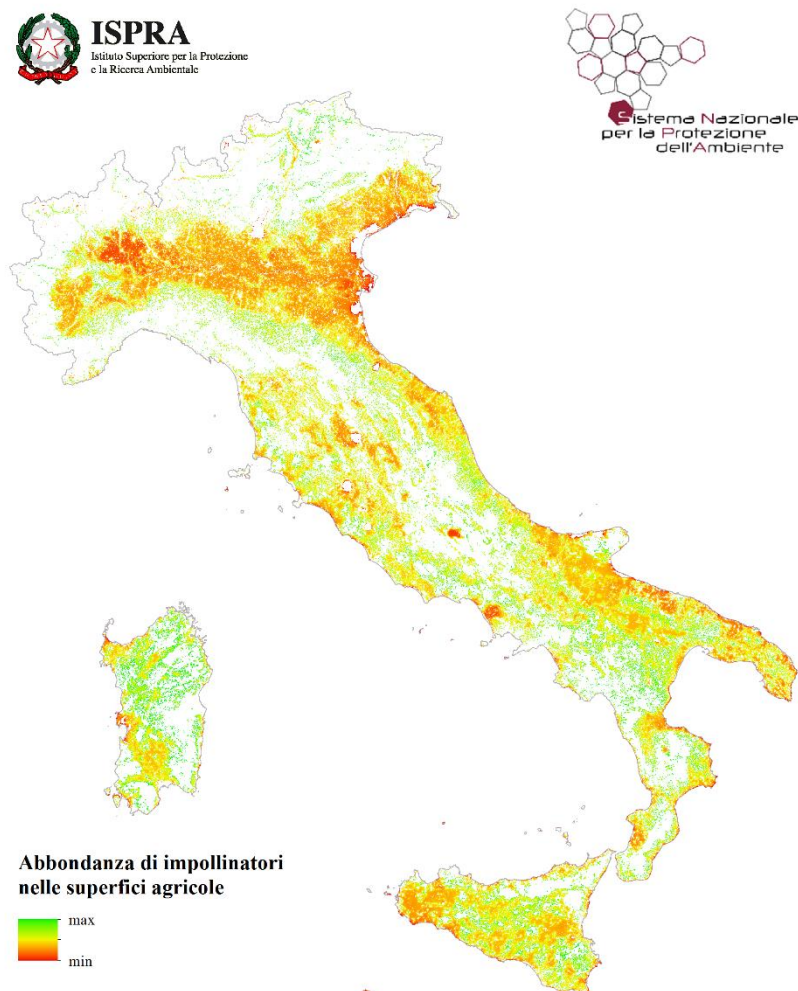 ISPRA
Istituto Superiore per la Protezione
e la Ricerca Ambientale
Sistema Nazionale
per la Protezione
dell'Ambiente
Abbondanza di impollinatori
nelle superfici agricole
max
min